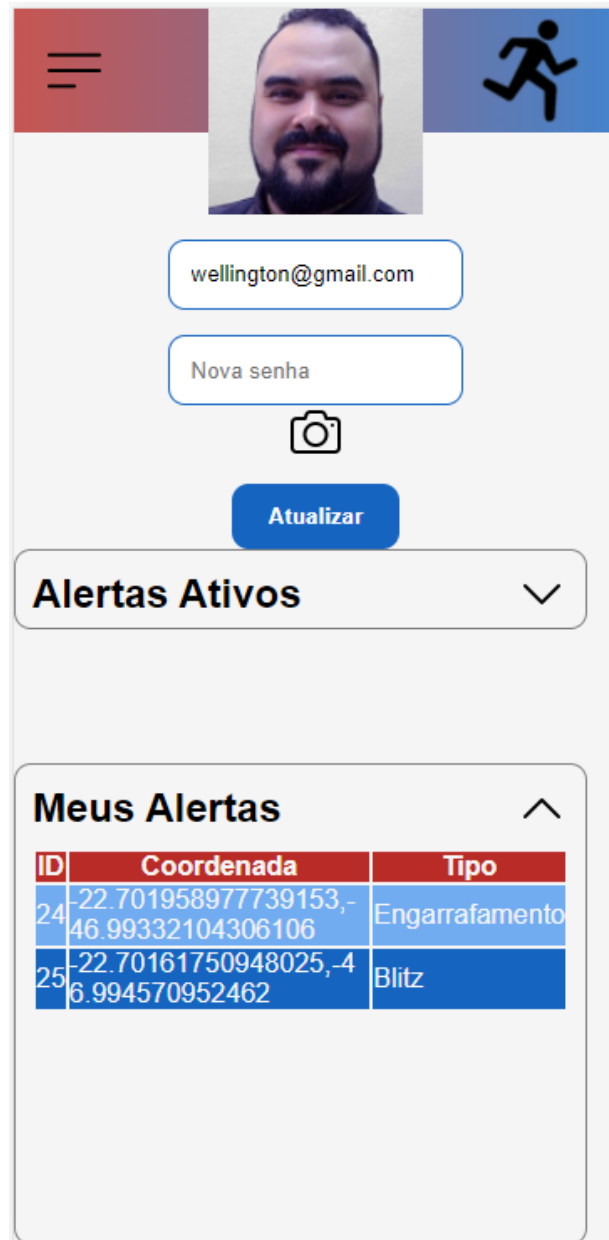 wellington@gmail.com
Nova senha
Atualizar
Alertas Ativos
Meus Alertas
ID Coordenada Tipo
24 -22.701958977739153,-
46.99332104306106 Engarrafamento
25 -22.70161750948025,-4
6.994570952462 Blitz